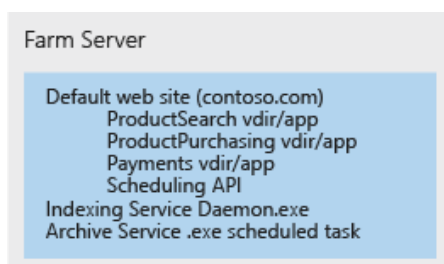 Farm Server
Default web site (contoso.com)
ProductSearch vdir/app
ProductPurchasing vdir/app
Payments vdir/app
Scheduling API
Indexing Service Daemon.exe
Archive Service .exe scheduled task